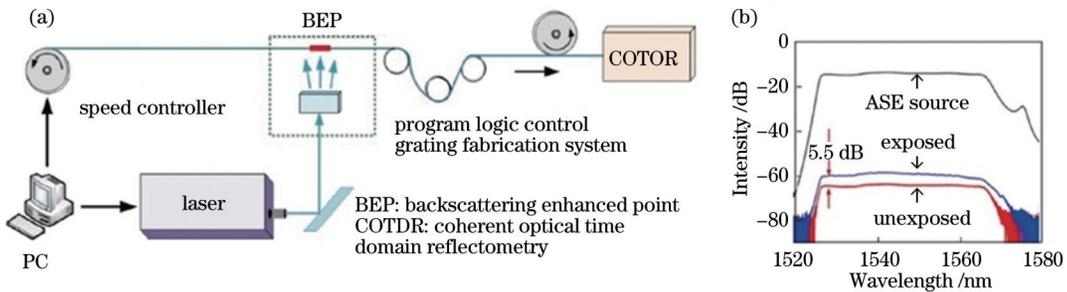 (a)
BEP
COTOR
speed controller
program logic control
grating fabrication system
laser
BEP: backscattering enhanced point
COTDR: coherent optical time
domain reflectometry
PC
(b)
0
-20
-40
-60
-80
Intensity /dB
ASE source
exposed
5.5 dB
unexposed
1520
1540
1560
1580
Wavelength /nm